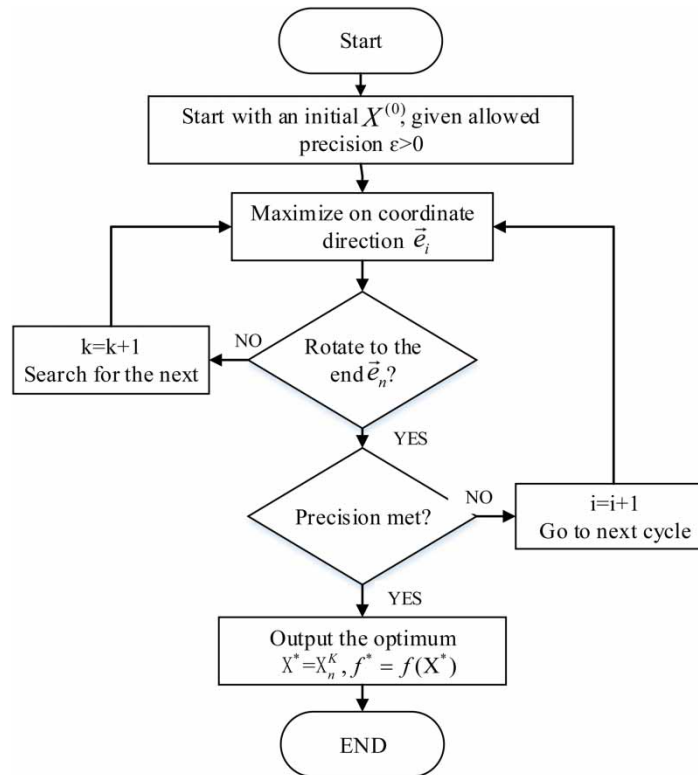 Start
Start with an initial X⁽⁰⁾, given allowed
precision ε>0
Maximize on coordinate
direction e⃗ᵢ
NO
k=k+1
Search for the next
Rotate to the
end e⃗ₙ?
YES
Precision met?
NO
i=i+1
Go to next cycle
YES
Output the optimum
X*=Xₙᴷ, f* = f(X*)
END